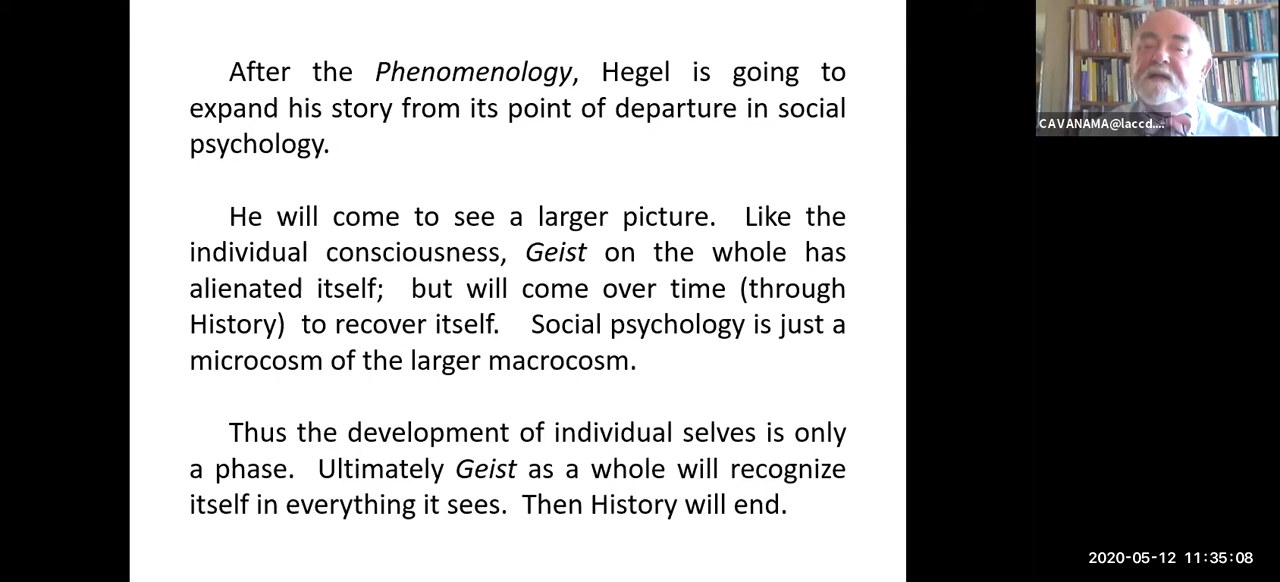 After the Phenomenology, Hegel is going to
expand his story from its point of departure in social
psychology.
He will come to see a larger picture. Like the
individual consciousness, Geist on the whole has
alienated itself; but will come over time (through
History) to recover itself. Social psychology is just a
microcosm of the larger macrocosm.
Thus the development of individual selves is only
a phase. Ultimately Geist as a whole will recognize
itself in everything it sees. Then History will end.
CAVANAMA@laccd....
2020-05-12 11:35:08